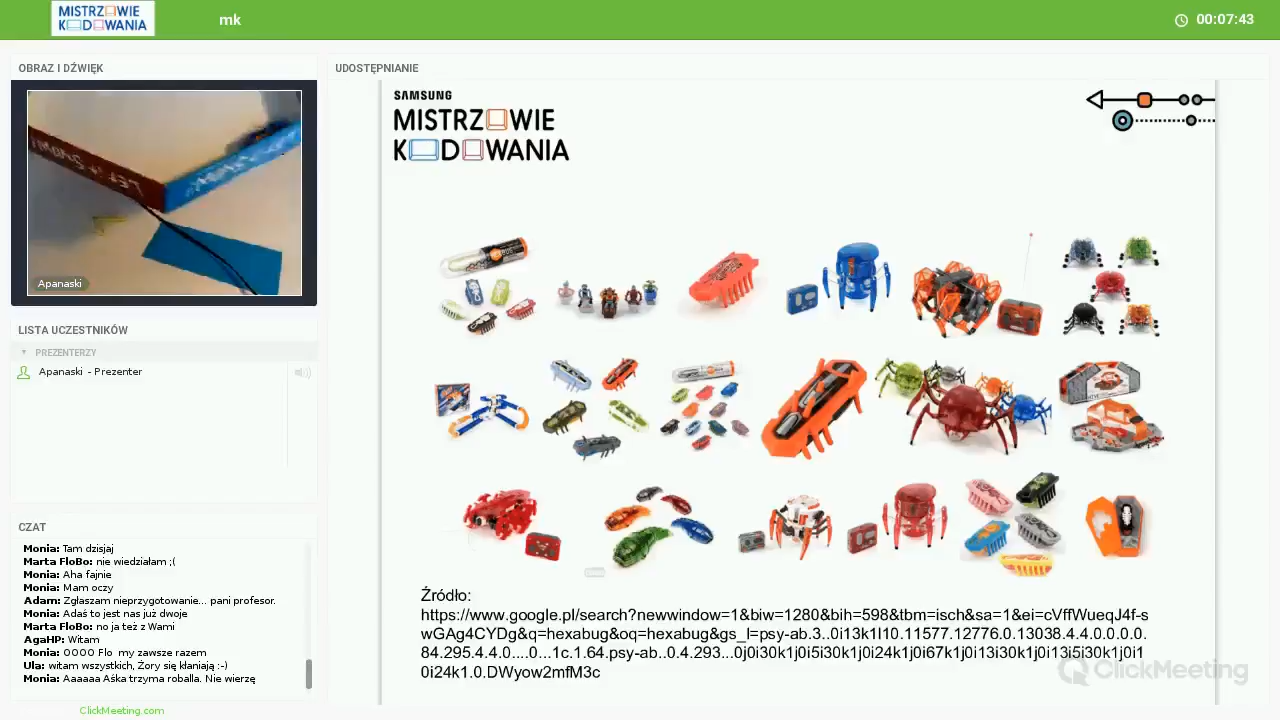 MISTRZOWIE
KODOWANIA
mk
00:07:43
OBRAZ I DŹWIĘK
Apanaski
LISTA UCZESTNIKÓW
PREZENTERZY
Apanaski - Prezenter
CZAT
Monia: Tam dzisjaj
Marta FloBo: nie wiedziałam ;(
Monia: Aha fajnie
Monia: Mam oczy
Adam: Zgłaszam nieprzygotowanie... pani profesor.
Monia: Adaś to jest nas już dwoje
Marta FloBo: no ja też z Wami
AgaHP: Witam
Monia: OOOO Flo my zawsze razem
Ula: witam wszystkich, Żory się kłaniają :-)
Monia: Aaaaaa Aśka trzyma roballa. Nie wierzę
ClickMeeting.com
UDOSTĘPNIANIE
SAMSUNG
MISTRZOWIE
KODOWANIA
Źródło:
https://www.google.pl/search?newwindow=1&biw=1280&bih=598&tbm=isch&sa=1&ei=cVffWueqJ4f-s
wGAg4CYDg&q=hexabug&oq=hexabug&gs_l=psy-ab.3..0i13k1l10.11577.12776.0.13038.4.4.0.0.0.0.
84.295.4.4.0....0...1c.1.64.psy-ab..0.4.293...0j0i30k1j0i5i30k1j0i24k1j0i67k1j0i13i30k1j0i13i5i30k1j0i1
0i24k1.0.DWyow2mfM3c
ClickMeeting